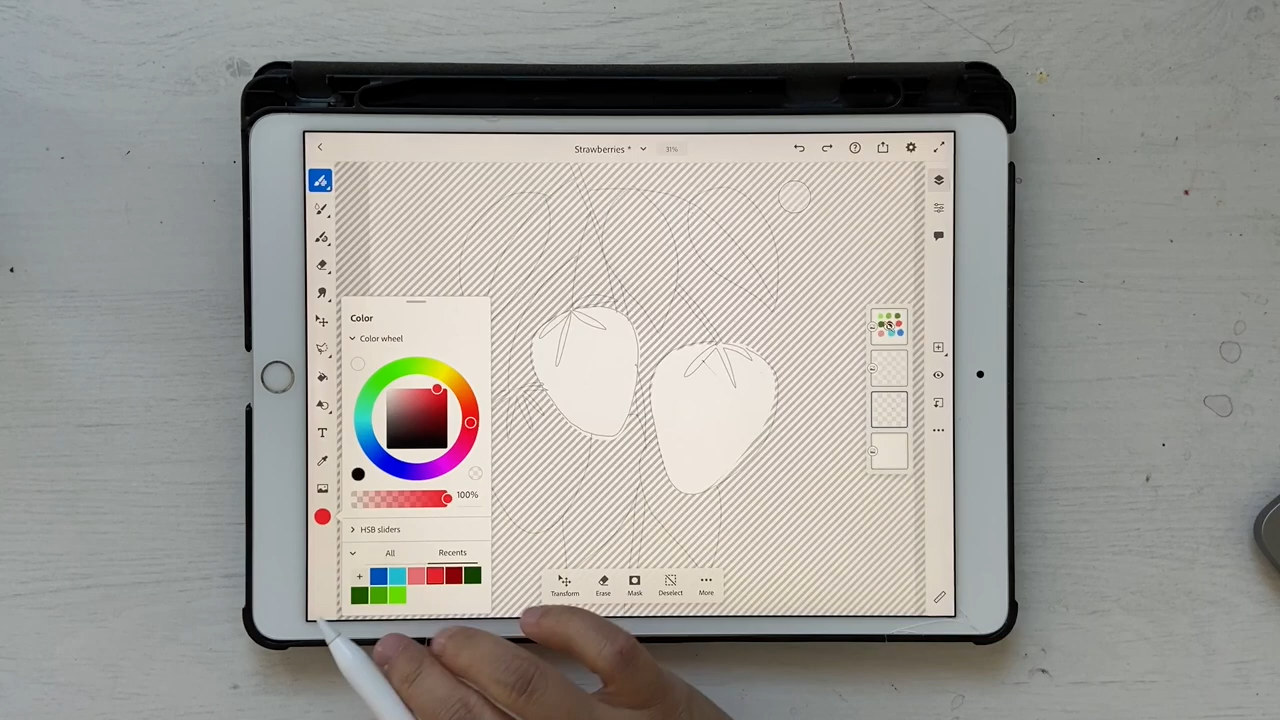 Strawberries *
31%
Color
Color wheel
100%
HSB sliders
All Recents
Transform Erase Mask Deselect More
T